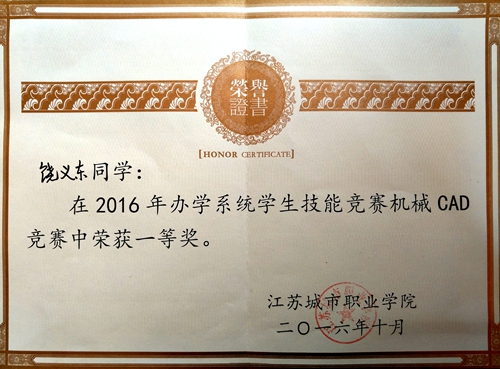 榮譽
證書
[HONOR CERTIFICATE]
饶义东同学：
在2016年办学系统学生技能竞赛机械CAD
竞赛中荣获一等奖。
江苏城市职业学院
二〇一六年十月